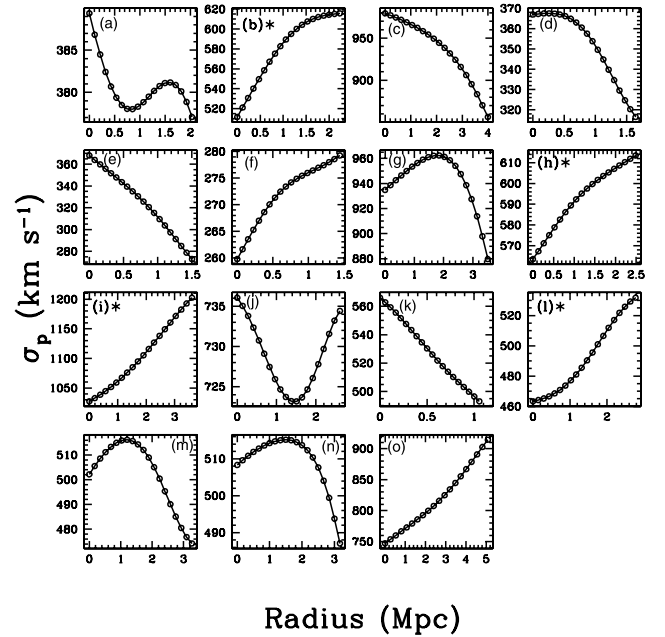 (a) (b)* (c) (d)
390 380
620 600 580 560 540 520
950 900
370 360 350 340 330 320
0 0.5 1 1.5 2 0 0.5 1 1.5 2 0 1 2 3 4 0 0.5 1 1.5
(e) (f) (g) (h)*
360 340 320 300 280
280 275 270 265 260
960 940 920 900 880
610 600 590 580 570
0 0.5 1 1.5 0 0.5 1 1.5 0 1 2 3 0 0.5 1 1.5 2 2.5
σp (km s−1)
(i)* (j) (k) (l)*
1200 1150 1100 1050
735 730 725
560 540 520 500
520 500 480 460
0 1 2 3 0 1 2 0 0.5 1 0 1 2
(m) (n) (o)
510 500 490 480
510 500 490
900 850 800 750
0 1 2 3 0 1 2 3 0 1 2 3 4 5
Radius (Mpc)